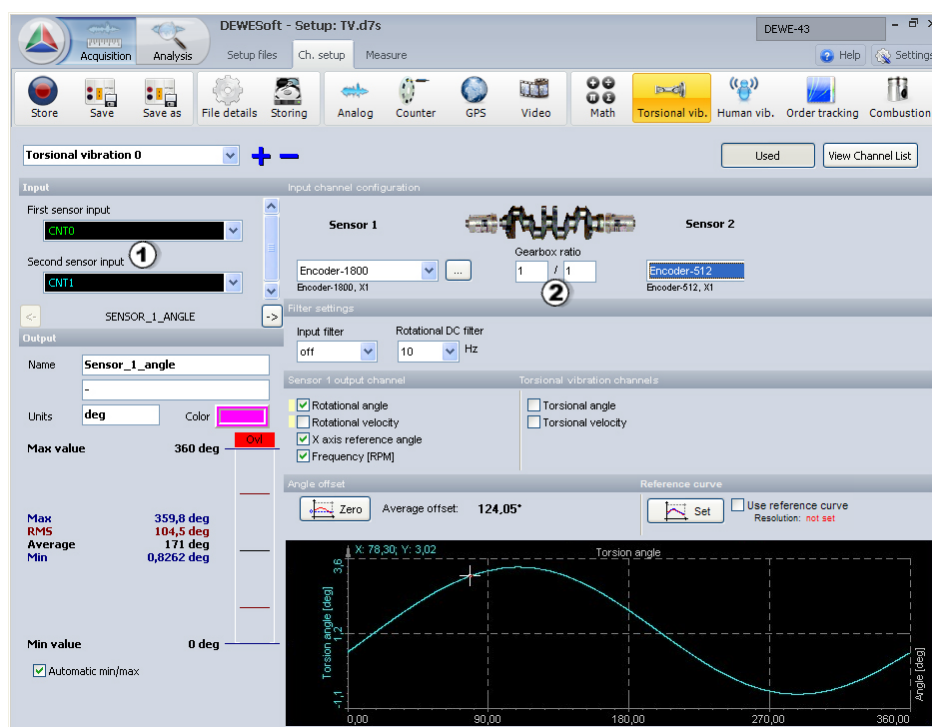 DEWESoft - Setup: TV.d7s
DEWE-43
Acquisition Analysis Setup files Ch. setup Measure Help Settings
Store Save Save as File details Storing Analog Counter GPS Video Math Torsional vib. Human vib. Order tracking Combustion
Torsional vibration 0
Used View Channel List
Input
First sensor input
CNT0
1
Second sensor input
CNT1
<- SENSOR_1_ANGLE ->
Output
Name Sensor_1_angle
-
Units deg Color
Ovl
Max value 360 deg
Max 359,8 deg
RMS 104,5 deg
Average 171 deg
Min 0,8262 deg
Min value 0 deg
Automatic min/max
Input channel configuration
Sensor 1 Sensor 2
Gearbox ratio
Encoder-1800 ... 1 / 1 Encoder-512
Encoder-1800, X1 2 Encoder-512, X1
Filter settings
Input filter Rotational DC filter
off 10 Hz
Sensor 1 output channel Torsional vibration channels
Rotational angle Torsional angle
Rotational velocity Torsional velocity
X axis reference angle
Frequency [RPM]
Angle offset Reference curve
Zero Average offset: 124,05° Set Use reference curve
Resolution: not set
X: 78,30; Y: 3,02 Torsion angle
3,6
1,2
-1,1
Torsion angle [deg]
Angle [deg]
0,00 90,00 180,00 270,00 360,00